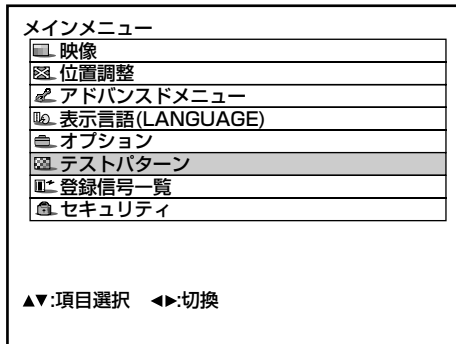 メインメニュー
映像
位置調整
アドバンスドメニュー
表示言語(LANGUAGE)
オプション
テストパターン
登録信号一覧
セキュリティ
▲▼:項目選択 ◀▶:切換